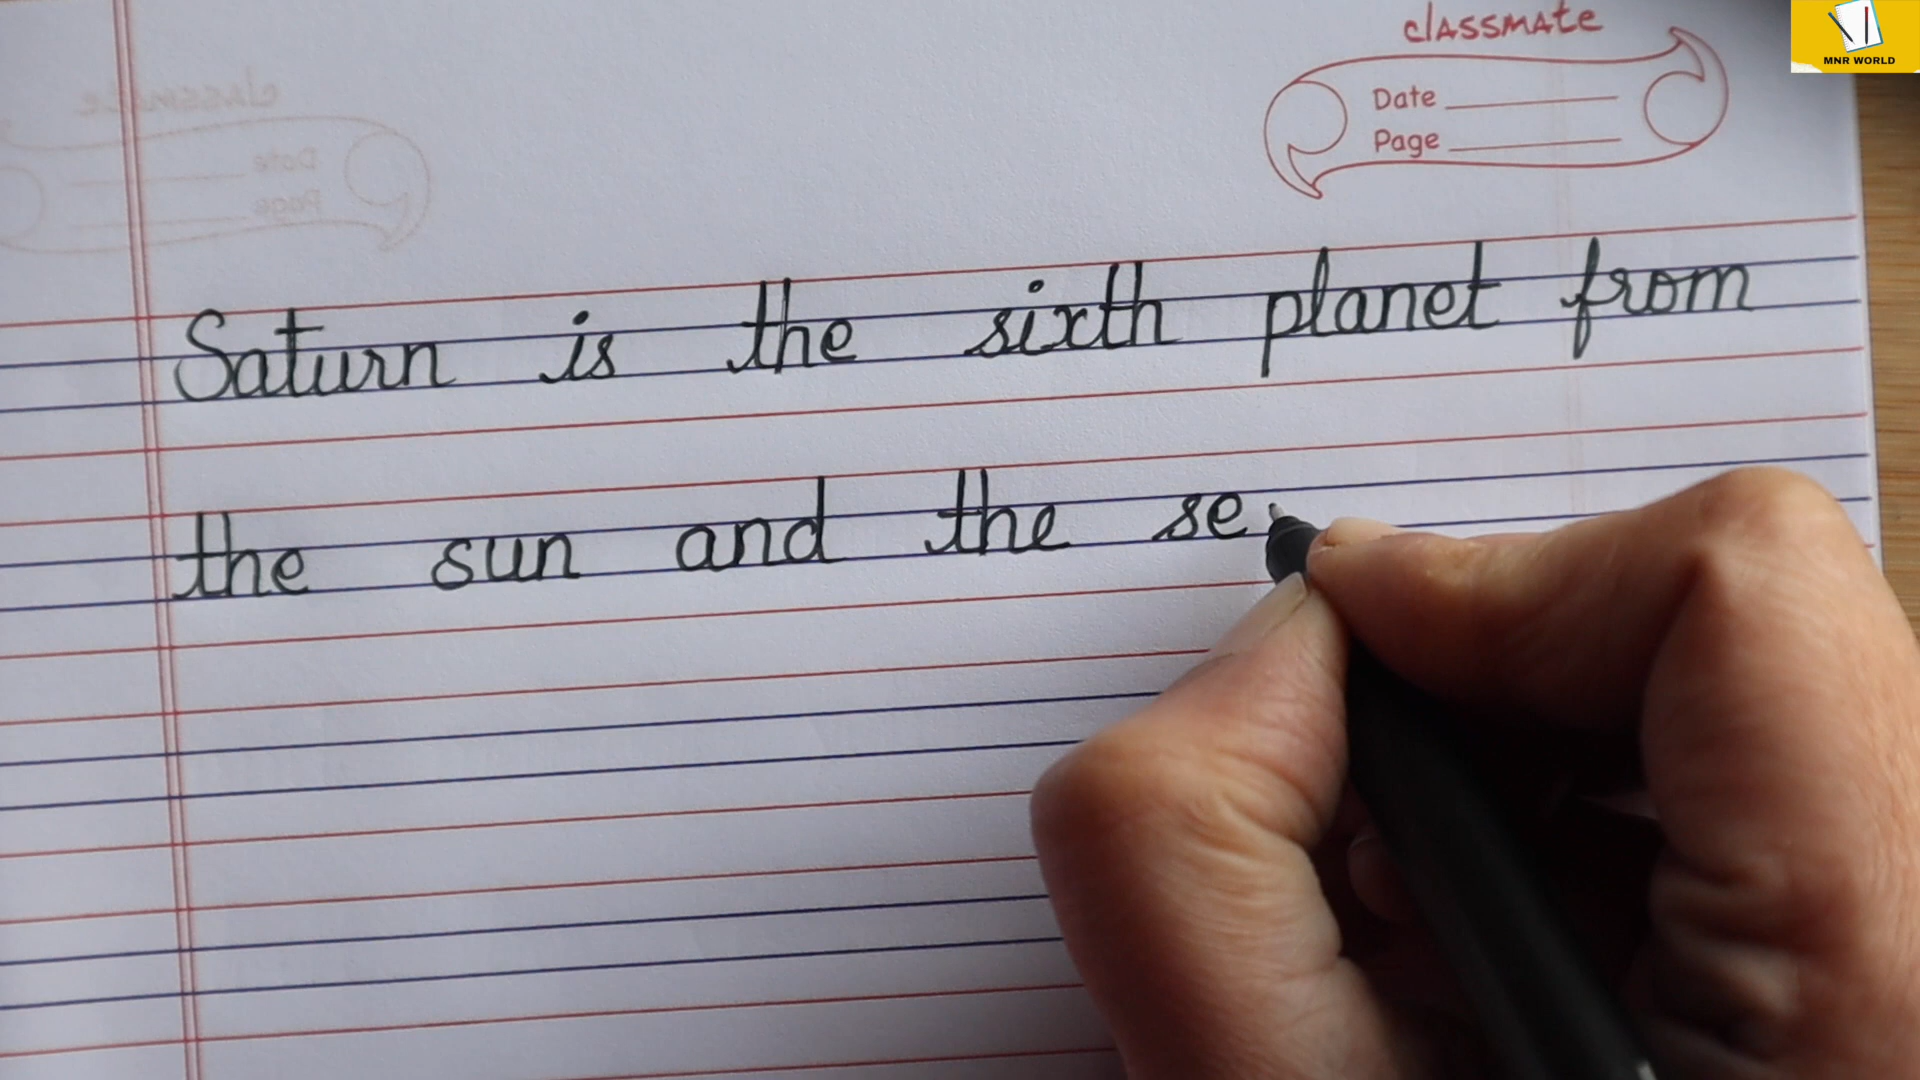 classmate
Date
Page
MNR WORLD
Saturn is the sixth planet from
the sun and the se